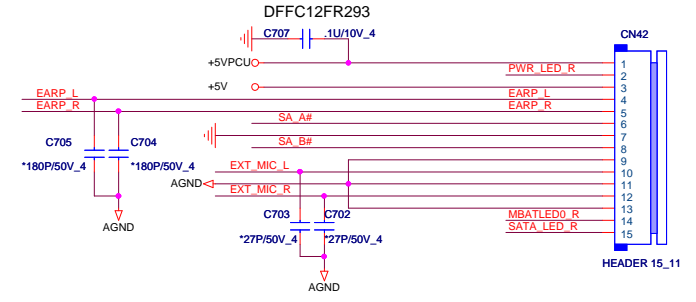 DFFC12FR293
C707 .1U/10V_4
CN42
+5VPCU
1
PWR_LED_R
2
+5V
3
EARP_L EARP_L
4
EARP_R EARP_R
5
SA_A#
6
7
C705 C704
SA_B#
8
9
*180P/50V_4 *180P/50V_4
EXT_MIC_L
10
AGND
11
EXT_MIC_R
12
13
C703 C702
MBATLED0_R
14
AGND
SATA_LED_R
15
*27P/50V_4 *27P/50V_4
HEADER 15_11
AGND